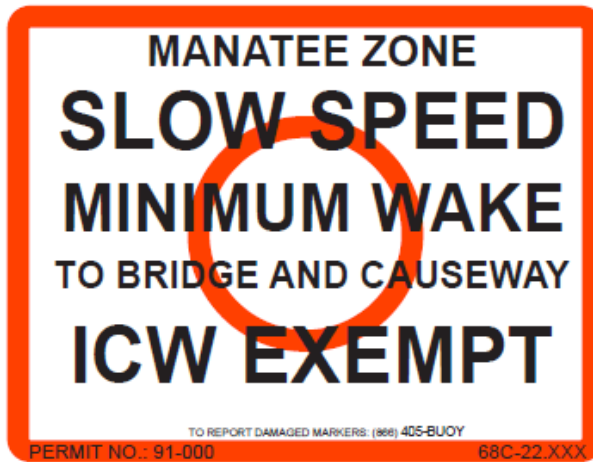 MANATEE ZONE
SLOW SPEED
MINIMUM WAKE
TO BRIDGE AND CAUSEWAY
ICW EXEMPT
TO REPORT DAMAGED MARKERS: (866) 405-BUOY
PERMIT NO.: 91-000 68C-22.XXX